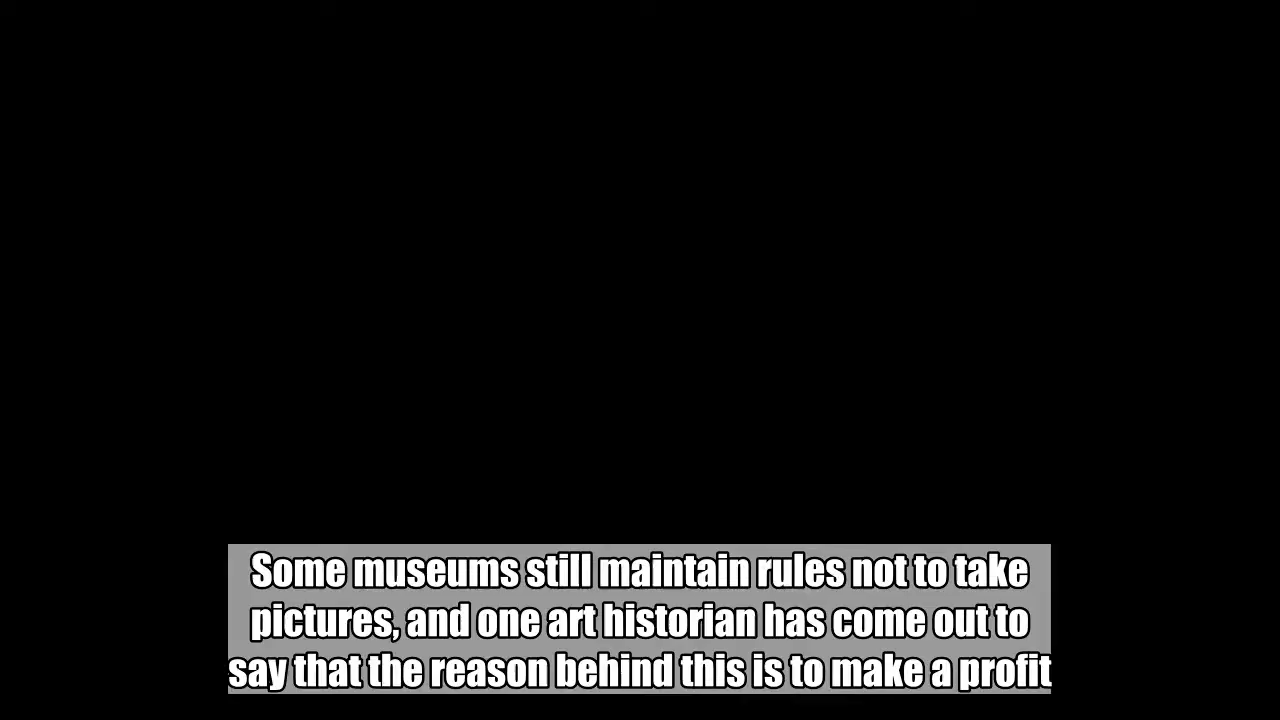 Some museums still maintain rules not to take
pictures, and one art historian has come out to
say that the reason behind this is to make a profit